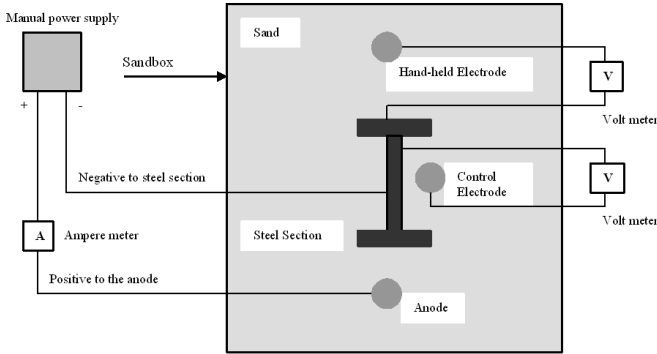 Manual power supply
Sand
Sandbox
Hand-held Electrode
V
Volt meter
+
-
Negative to steel section
Control
Electrode
V
Volt meter
A
Ampere meter
Steel Section
Positive to the anode
Anode